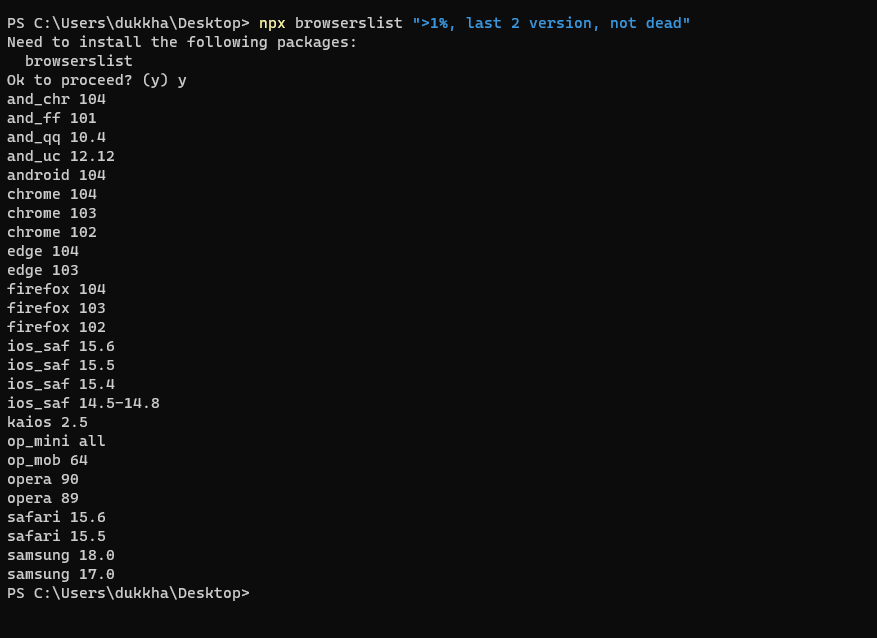 PS C:\Users\dukkha\Desktop> npx browserslist ">1%, last 2 version, not dead"
Need to install the following packages:
  browserslist
Ok to proceed? (y) y
and_chr 104
and_ff 101
and_qq 10.4
and_uc 12.12
android 104
chrome 104
chrome 103
chrome 102
edge 104
edge 103
firefox 104
firefox 103
firefox 102
ios_saf 15.6
ios_saf 15.5
ios_saf 15.4
ios_saf 14.5-14.8
kaios 2.5
op_mini all
op_mob 64
opera 90
opera 89
safari 15.6
safari 15.5
samsung 18.0
samsung 17.0
PS C:\Users\dukkha\Desktop>